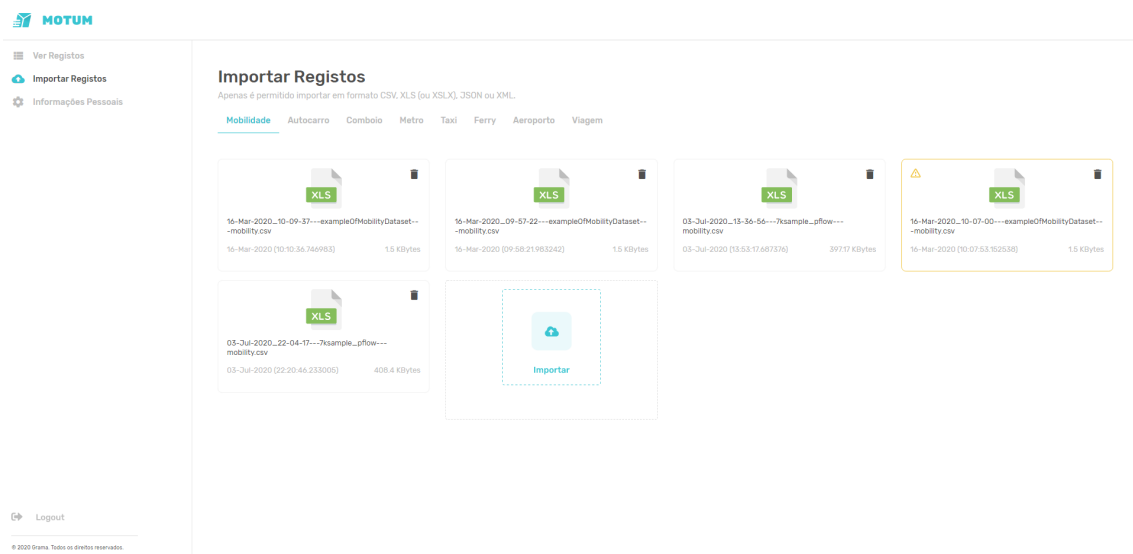 MOTUM
Ver Registos
Importar Registos
Informações Pessoais
Importar Registos
Apenas é permitido importar em formato CSV, XLS (ou XSLX), JSON ou XML.
Mobilidade Autocarro Comboio Metro Taxi Ferry Aeroporto Viagem
XLS
16-Mar-2020_10-09-37---exampleOfMobilityDataset--
-mobility.csv
16-Mar-2020 (10:10:36.746983) 1.5 KBytes
XLS
16-Mar-2020_09-57-22---exampleOfMobilityDataset--
-mobility.csv
16-Mar-2020 (09:58:21.983242) 1.5 KBytes
XLS
03-Jul-2020_13-36-56---7ksample_pflow---
mobility.csv
03-Jul-2020 (13:53:17.687376) 397.17 KBytes
XLS
16-Mar-2020_10-07-00---exampleOfMobilityDataset--
-mobility.csv
16-Mar-2020 (10:07:53.152538) 1.5 KBytes
XLS
03-Jul-2020_22-04-17---7ksample_pflow---
mobility.csv
03-Jul-2020 (22:20:46.233005) 408.4 KBytes
Importar
Logout
© 2020 Grama. Todos os direitos reservados.